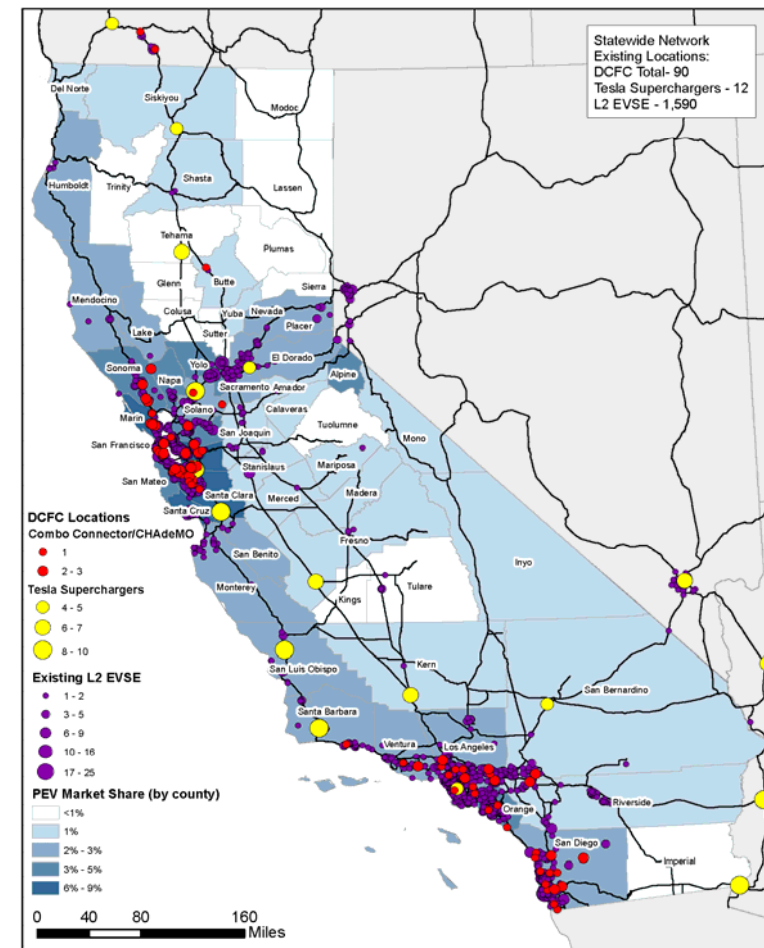 Statewide Network
Existing Locations:
DCFC Total- 90
Tesla Superchargers - 12
L2 EVSE - 1,590
Del Norte
Siskiyou
Modoc
Humboldt
Trinity
Shasta
Lassen
Tehama
Plumas
Glenn
Butte
Sierra
Mendocino
Colusa
Yuba
Nevada
Lake
Sutter
Placer
Sonoma
Yolo
El Dorado
Napa
Sacramento
Amador
Alpine
Marin
Solano
Calaveras
San Francisco
San Joaquin
Tuolumne
Mono
San Mateo
Stanislaus
Mariposa
Santa Clara
Merced
Madera
Santa Cruz
Fresno
San Benito
Inyo
Monterey
Kings
Tulare
San Luis Obispo
Kern
San Bernardino
Santa Barbara
Ventura
Los Angeles
Orange
Riverside
San Diego
Imperial
DCFC Locations
Combo Connector/CHAdeMO
1
2 - 3
Tesla Superchargers
4 - 5
6 - 7
8 - 10
Existing L2 EVSE
1 - 2
3 - 5
6 - 9
10 - 16
17 - 25
PEV Market Share (by county)
<1%
1%
2% - 3%
3% - 5%
6% - 9%
0 40 80 160
Miles